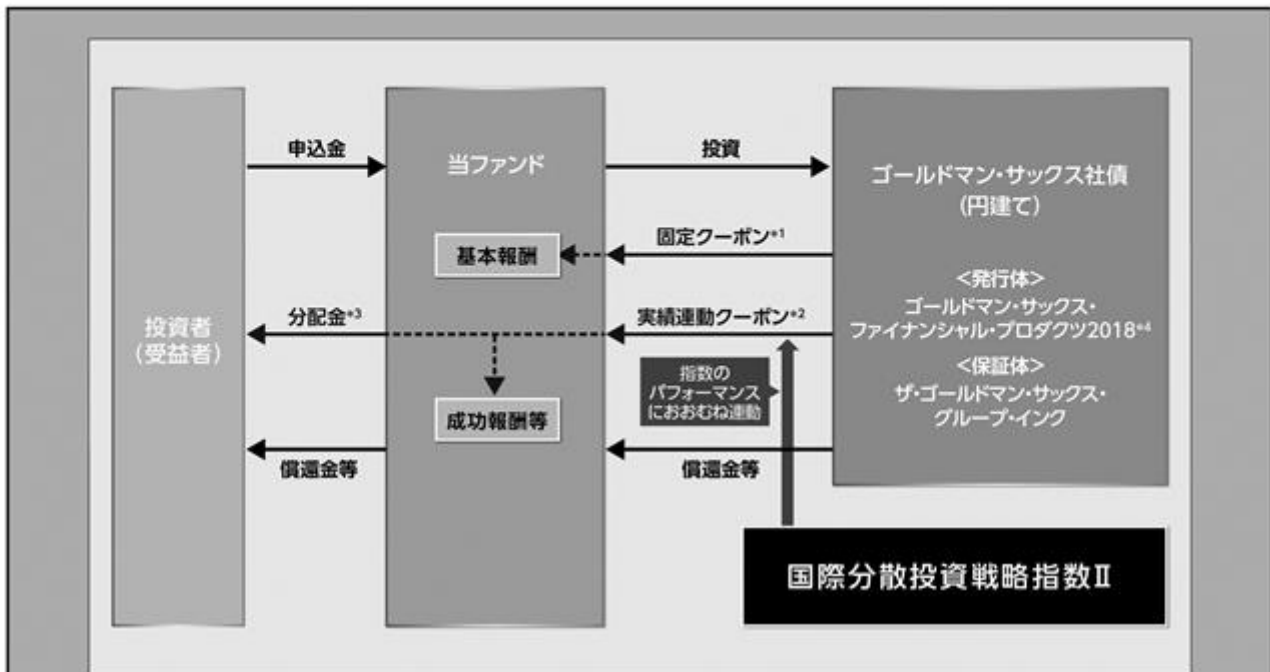 申込金
当ファンド
投資
ゴールドマン・サックス社債
(円建て)
固定クーポン*1
基本報酬
<発行体>
ゴールドマン・サックス・
ファイナンシャル・プロダクツ2018*4
投資者
(受益者)
分配金*3
実績連動クーポン*2
<保証体>
ザ・ゴールドマン・サックス・
グループ・インク
指数の
パフォーマンス
におおむね連動
成功報酬等
償還金等
償還金等
国際分散投資戦略指数Ⅱ